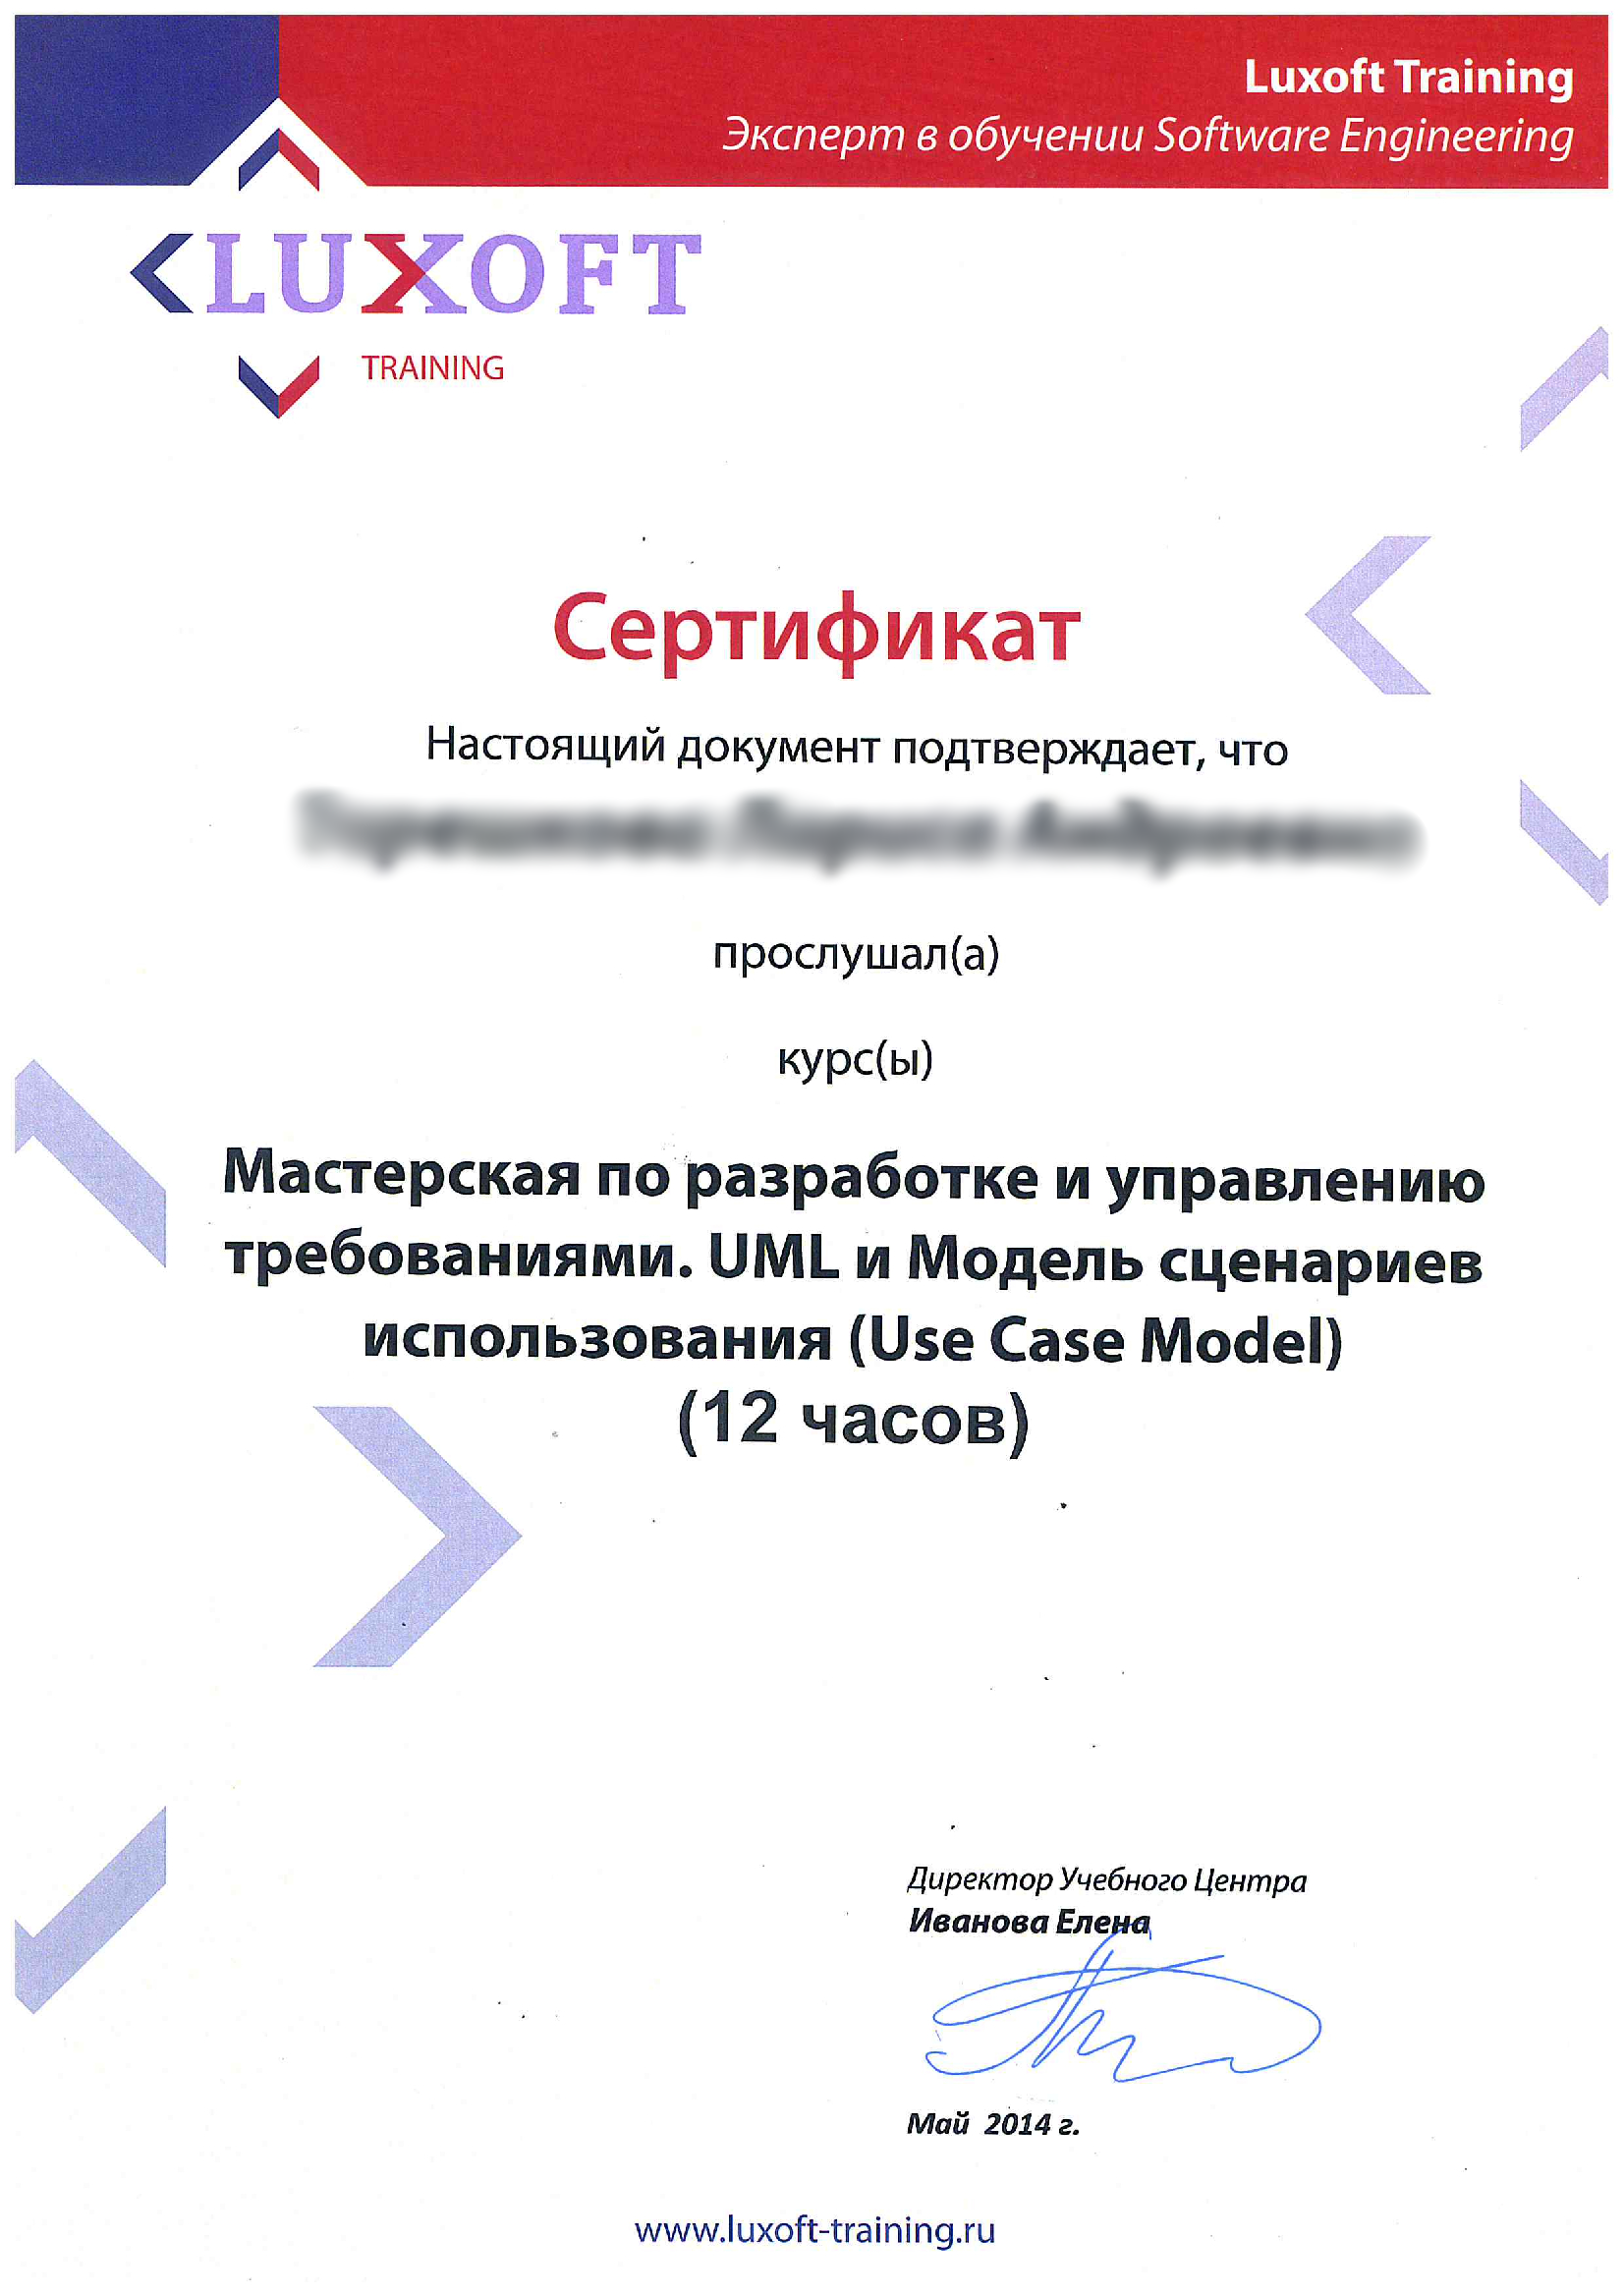 Luxoft Training
Эксперт в обучении Software Engineering
LUXOFT
TRAINING
Сертификат
Настоящий документ подтверждает, что
прослушал(а)
курс(ы)
Мастерская по разработке и управлению
требованиями. UML и Модель сценариев
использования (Use Case Model)
(12 часов)
Директор Учебного Центра
Иванова Елена
Май 2014 г.
www.luxoft-training.ru